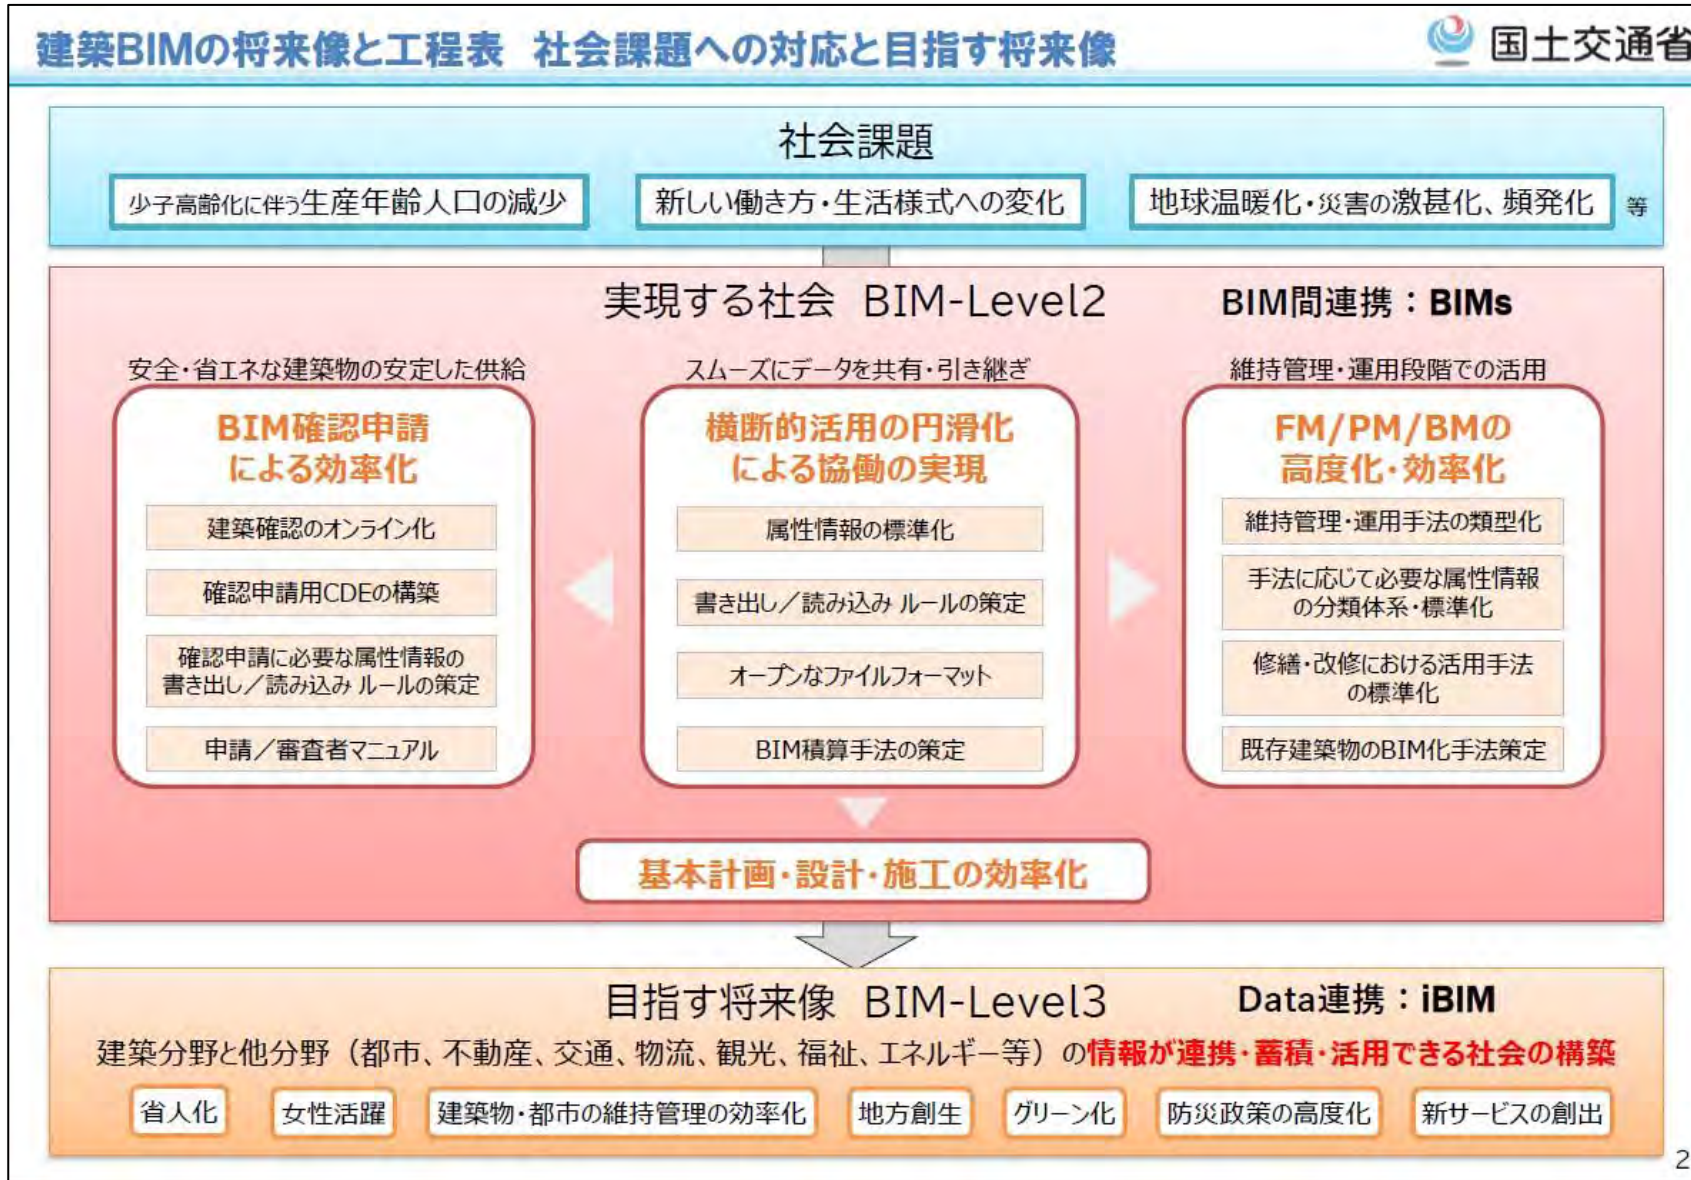 建築BIMの将来像と工程表 社会課題への対応と目指す将来像
国土交通省
社会課題
少子高齢化に伴う生産年齢人口の減少
新しい働き方・生活様式への変化
地球温暖化・災害の激甚化、頻発化
等
実現する社会 BIM-Level2
BIM間連携：BIMs
安全・省エネな建築物の安定した供給
BIM確認申請
による効率化
建築確認のオンライン化
確認申請用CDEの構築
確認申請に必要な属性情報の
書き出し／読み込み ルールの策定
申請／審査者マニュアル
スムーズにデータを共有・引き継ぎ
横断的活用の円滑化
による協働の実現
属性情報の標準化
書き出し／読み込み ルールの策定
オープンなファイルフォーマット
BIM積算手法の策定
維持管理・運用段階での活用
FM/PM/BMの
高度化・効率化
維持管理・運用手法の類型化
手法に応じて必要な属性情報
の分類体系・標準化
修繕・改修における活用手法
の標準化
既存建築物のBIM化手法策定
基本計画・設計・施工の効率化
目指す将来像 BIM-Level3
Data連携：iBIM
建築分野と他分野（都市、不動産、交通、物流、観光、福祉、エネルギー等）の情報が連携・蓄積・活用できる社会の構築
省人化
女性活躍
建築物・都市の維持管理の効率化
地方創生
グリーン化
防災政策の高度化
新サービスの創出
2